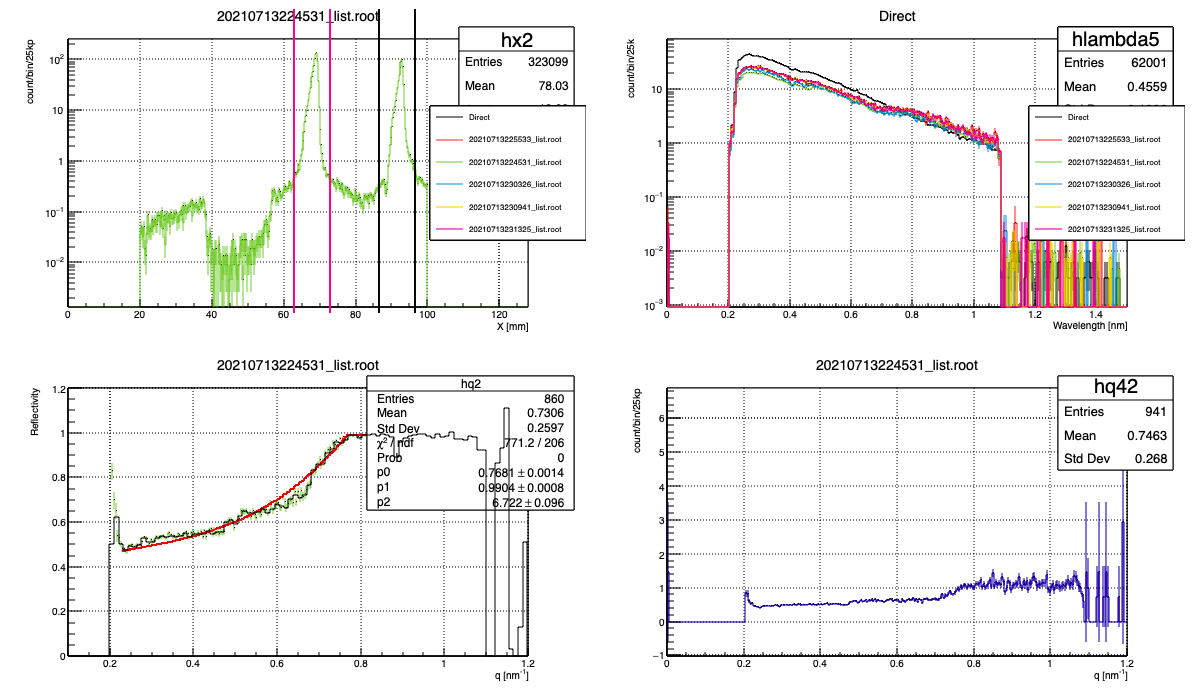 20210713224531_list.root
count/bin/25kp
hx2
Entries 323099
Mean 78.03
Direct
20210713225533_list.root
20210713224531_list.root
20210713230326_list.root
20210713230941_list.root
20210713231325_list.root
10²
10
1
10⁻¹
10⁻²
0 20 40 60 80 100 120
X [mm]
Direct
count/bin/25k
hlambda5
Entries 62001
Mean 0.4559
Direct
20210713225533_list.root
20210713224531_list.root
20210713230326_list.root
20210713230941_list.root
20210713231325_list.root
10
1
10⁻¹
10⁻²
10⁻³
0 0.2 0.4 0.6 0.8 1 1.2 1.4
Wavelength [nm]
20210713224531_list.root
Reflectivity
hq2
Entries 860
Mean 0.7306
Std Dev 0.2597
χ² / ndf 771.2 / 206
Prob 0
p0 0.7681 ± 0.0014
p1 0.9904 ± 0.0008
p2 6.722 ± 0.096
1.2
1
0.8
0.6
0.4
0.2
0
0.2 0.4 0.6 0.8 1 1.2
q [nm⁻¹]
20210713224531_list.root
count/bin/25kp
hq42
Entries 941
Mean 0.7463
Std Dev 0.268
6
5
4
3
2
1
0
−1
0 0.2 0.4 0.6 0.8 1 1.2
q [nm⁻¹]